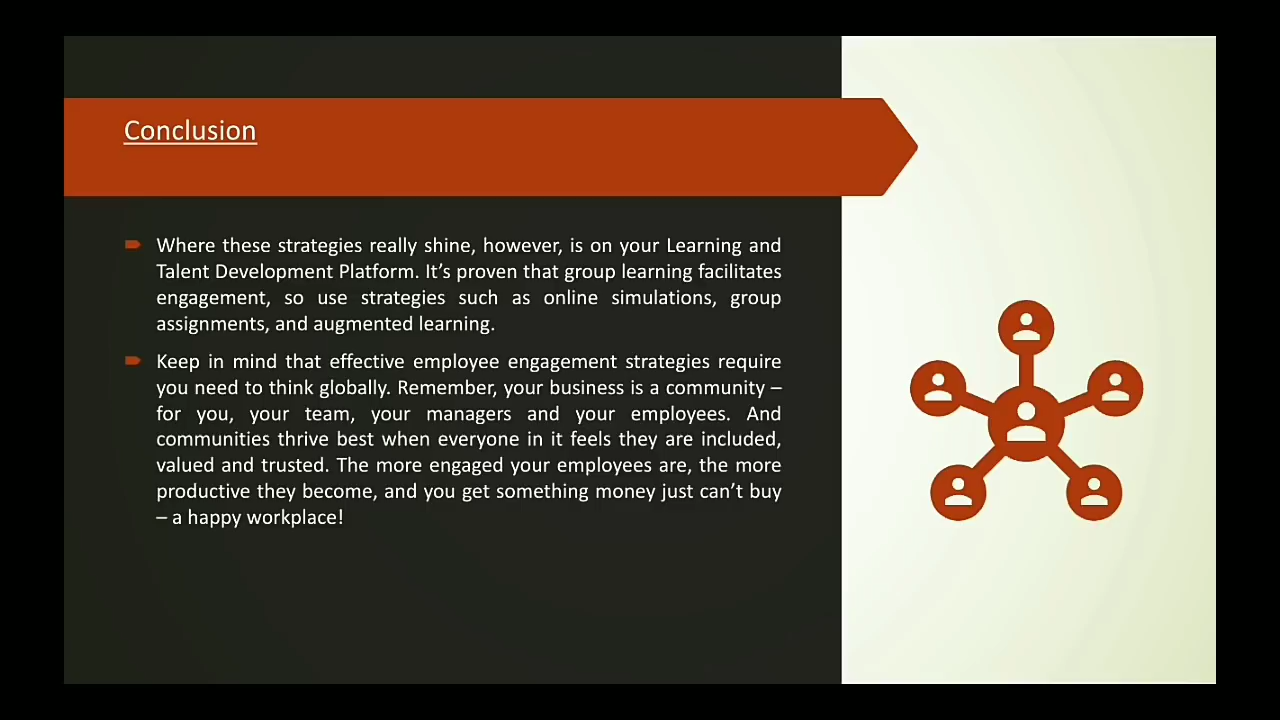 Conclusion
Where these strategies really shine, however, is on your Learning and
Talent Development Platform. It’s proven that group learning facilitates
engagement, so use strategies such as online simulations, group
assignments, and augmented learning.
Keep in mind that effective employee engagement strategies require
you need to think globally. Remember, your business is a community –
for you, your team, your managers and your employees. And
communities thrive best when everyone in it feels they are included,
valued and trusted. The more engaged your employees are, the more
productive they become, and you get something money just can’t buy
– a happy workplace!